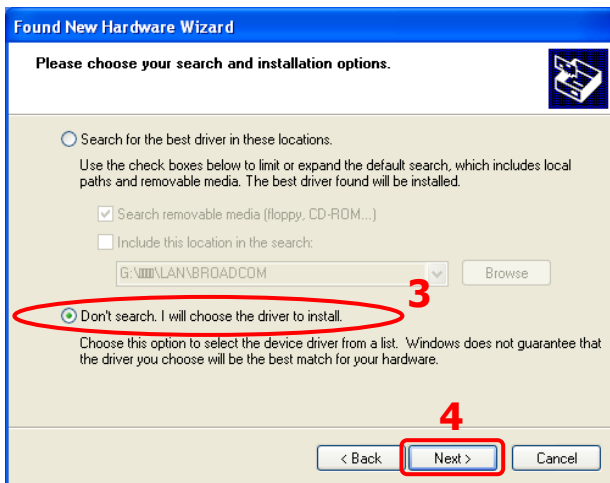 Found New Hardware Wizard
Please choose your search and installation options.
Search for the best driver in these locations.
Use the check boxes below to limit or expand the default search, which includes local
paths and removable media. The best driver found will be installed.
Search removable media (floppy, CD-ROM...)
Include this location in the search:
G:\LAN\BROADCOM
Browse
3
Don't search. I will choose the driver to install.
Choose this option to select the device driver from a list. Windows does not guarantee that
the driver you choose will be the best match for your hardware.
4
< Back
Next >
Cancel